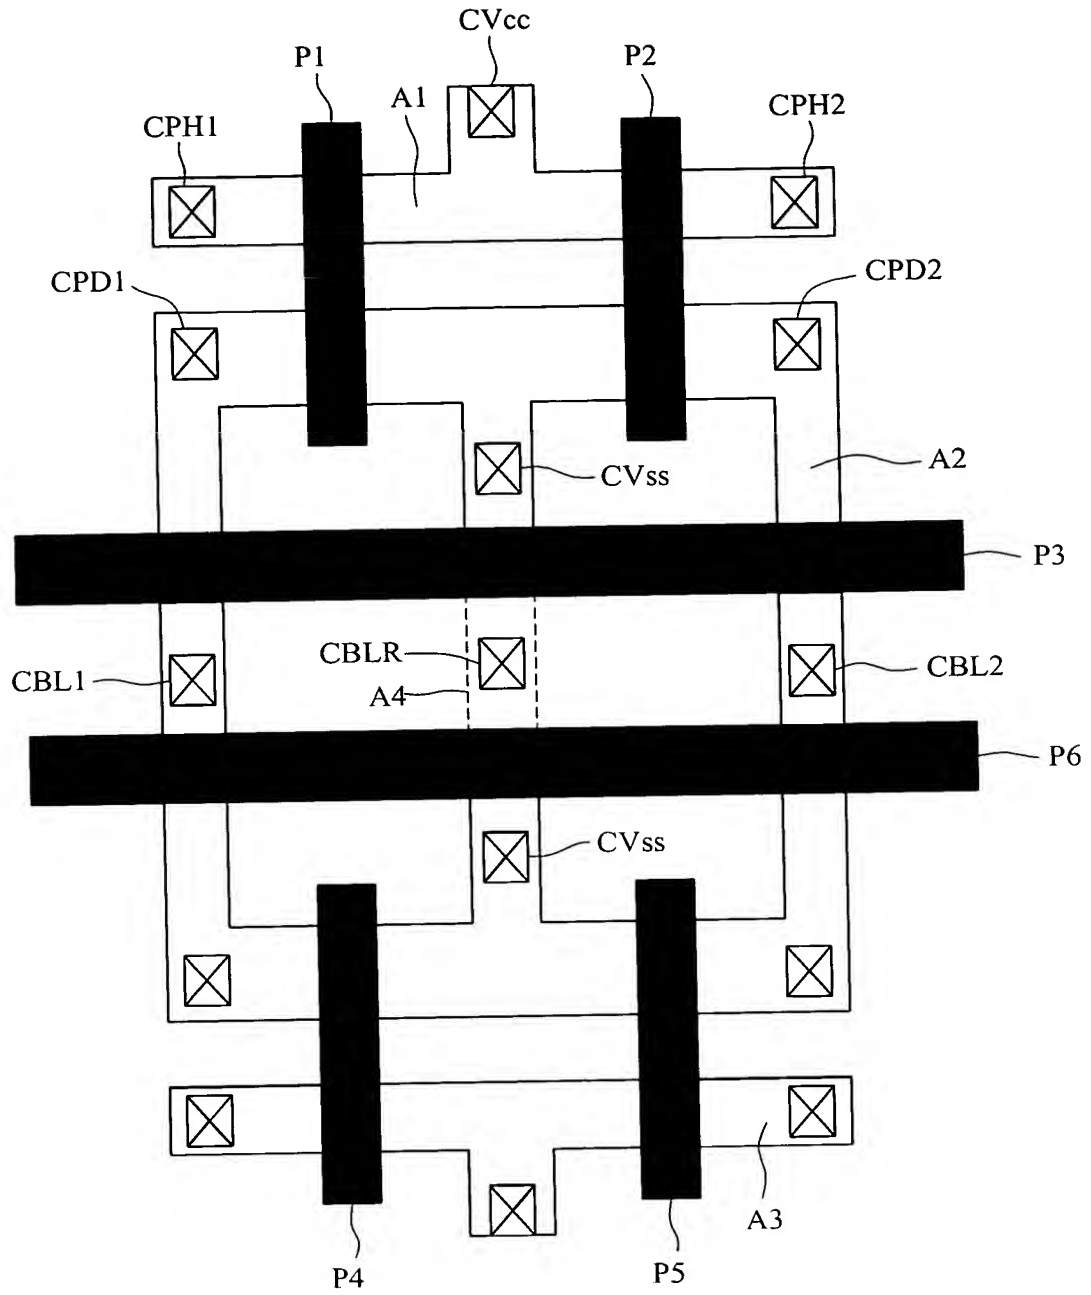 CVcc
P1
P2
A1
CPH1
CPH2
CPD1
CPD2
A2
CVss
P3
CBLR
CBL1
CBL2
A4
P6
CVss
A3
P4
P5